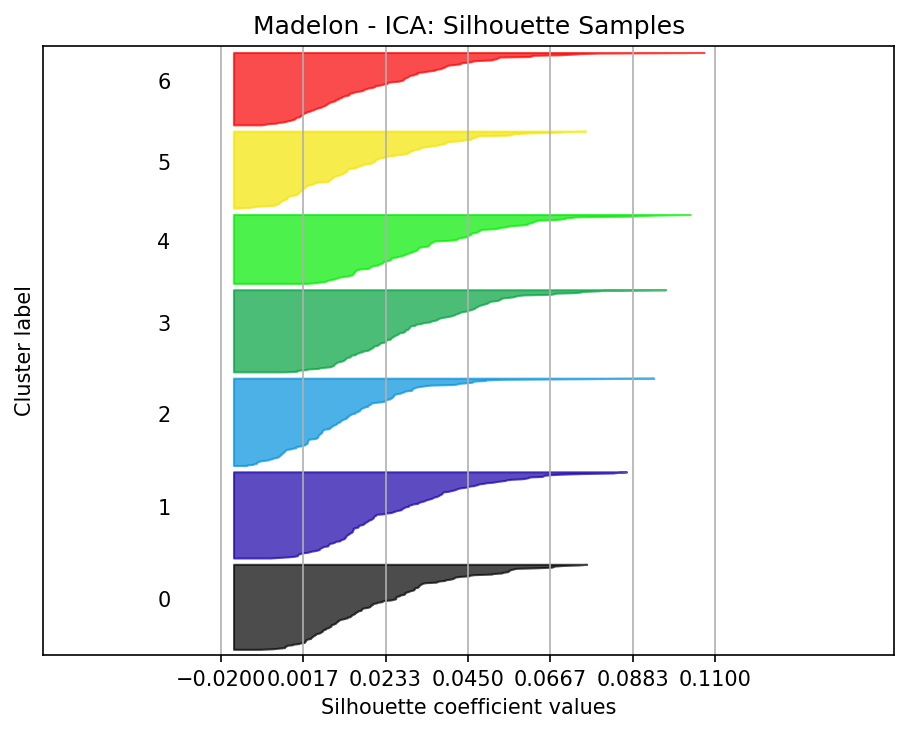 Madelon - ICA: Silhouette Samples
6
5
4
3
2
1
0
Cluster label
−0.0200 0.0017 0.0233 0.0450 0.0667 0.0883 0.1100
Silhouette coefficient values